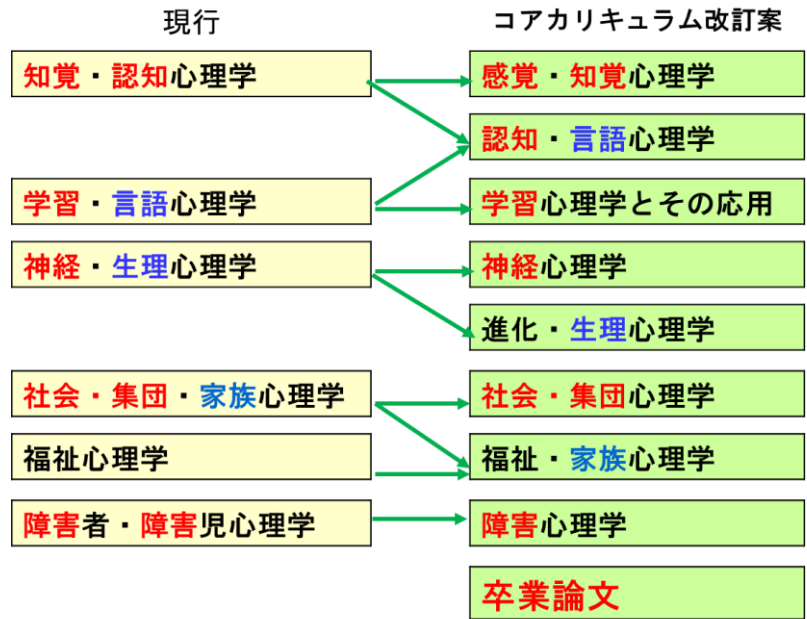 現行
コアカリキュラム改訂案
知覚・認知心理学
感覚・知覚心理学
認知・言語心理学
学習・言語心理学
学習心理学とその応用
神経・生理心理学
神経心理学
進化・生理心理学
社会・集団・家族心理学
社会・集団心理学
福祉心理学
福祉・家族心理学
障害者・障害児心理学
障害心理学
卒業論文